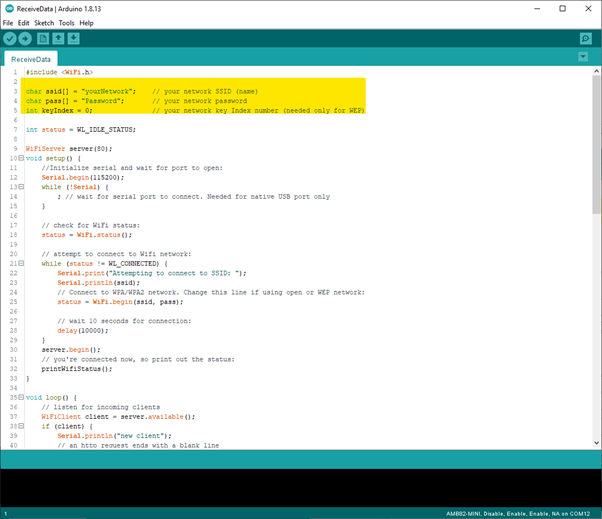 ReceiveData | Arduino 1.8.13
File Edit Sketch Tools Help
ReceiveData
1 #include <WiFi.h>
2
3 char ssid[] = "yourNetwork";    // your network SSID (name)
4 char pass[] = "Password";       // your network password
5 int keyIndex = 0;               // your network key Index number (needed only for WEP)
6
7 int status = WL_IDLE_STATUS;
8
9 WiFiServer server(80);
10 void setup() {
11     //Initialize serial and wait for port to open:
12     Serial.begin(115200);
13     while (!Serial) {
14         ; // wait for serial port to connect. Needed for native USB port only
15     }
16
17     // check for WiFi status:
18     status = WiFi.status();
19
20     // attempt to connect to Wifi network:
21     while (status != WL_CONNECTED) {
22         Serial.print("Attempting to connect to SSID: ");
23         Serial.println(ssid);
24         // Connect to WPA/WPA2 network. Change this line if using open or WEP network:
25         status = WiFi.begin(ssid, pass);
26
27         // wait 10 seconds for connection:
28         delay(10000);
29     }
30     server.begin();
31     // you're connected now, so print out the status:
32     printWifiStatus();
33 }
34
35 void loop() {
36     // listen for incoming clients
37     WiFiClient client = server.available();
38     if (client) {
39         Serial.println("new client");
40         // an http request ends with a blank line
1
AMB82-MINI, Disable, Enable, Enable, NA on COM12